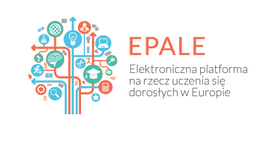 EPALE
Elektroniczna platforma
na rzecz uczenia się
dorosłych w Europie